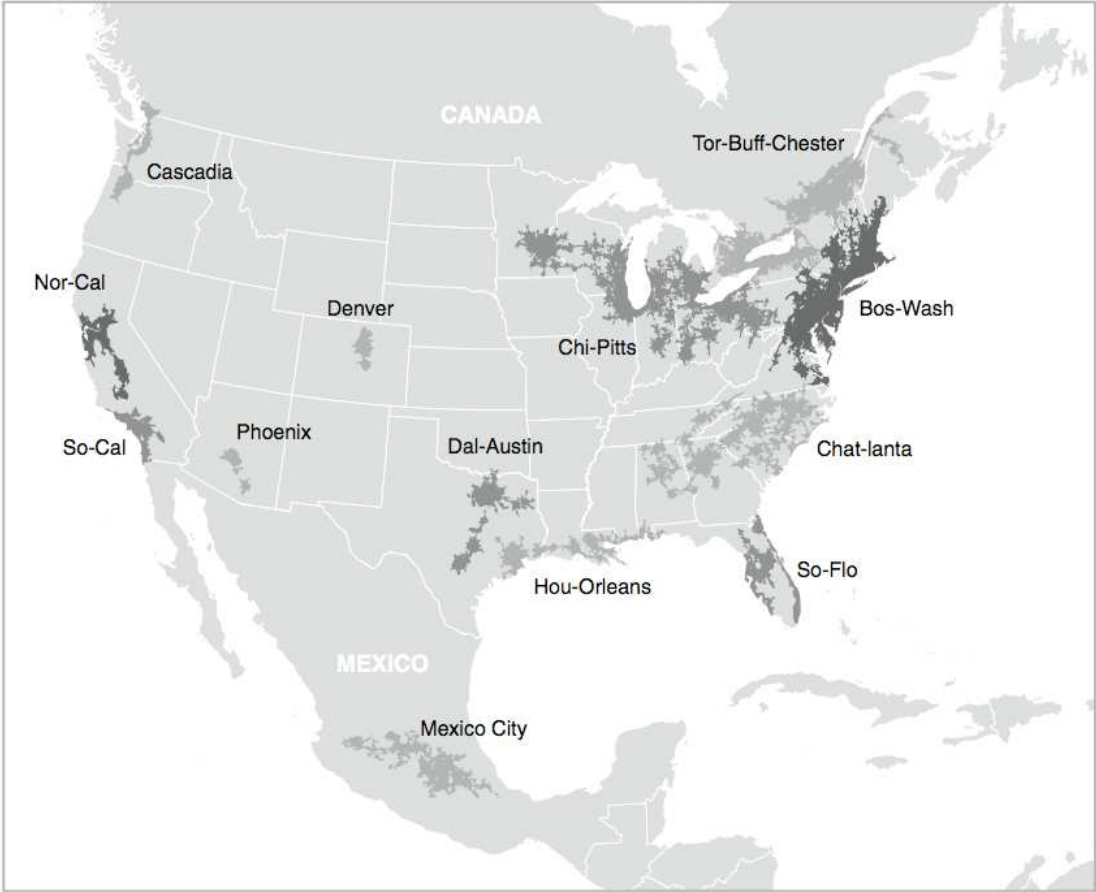 CANADA
Tor-Buff-Chester
Cascadia
Nor-Cal
Denver
Bos-Wash
Chi-Pitts
Phoenix
So-Cal
Dal-Austin
Chat-lanta
So-Flo
Hou-Orleans
MEXICO
Mexico City